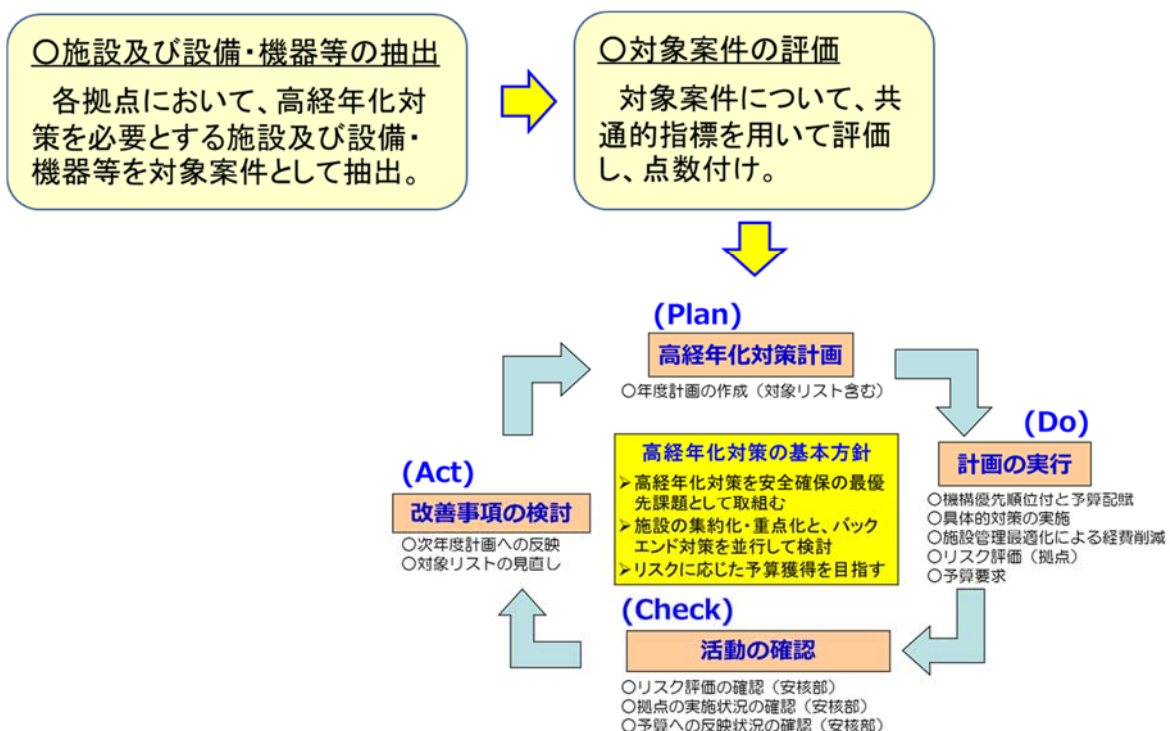 〇施設及び設備・機器等の抽出
各拠点において、高経年化対
策を必要とする施設及び設備・
機器等を対象案件として抽出。
〇対象案件の評価
対象案件について、共
通的指標を用いて評価
し、点数付け。
(Plan)
高経年化対策計画
〇年度計画の作成（対象リスト含む）
(Do)
計画の実行
〇機構優先順位付と予算配賦
〇具体的対策の実施
〇施設管理最適化による経費削減
〇リスク評価（拠点）
〇予算要求
高経年化対策の基本方針
➢高経年化対策を安全確保の最優
先課題として取組む
➢施設の集約化・重点化と、バック
エンド対策を並行して検討
➢リスクに応じた予算獲得を目指す
(Act)
改善事項の検討
〇次年度計画への反映
〇対象リストの見直し
(Check)
活動の確認
〇リスク評価の確認（安核部）
〇拠点の実施状況の確認（安核部）
〇予算への反映状況の確認（安核部）